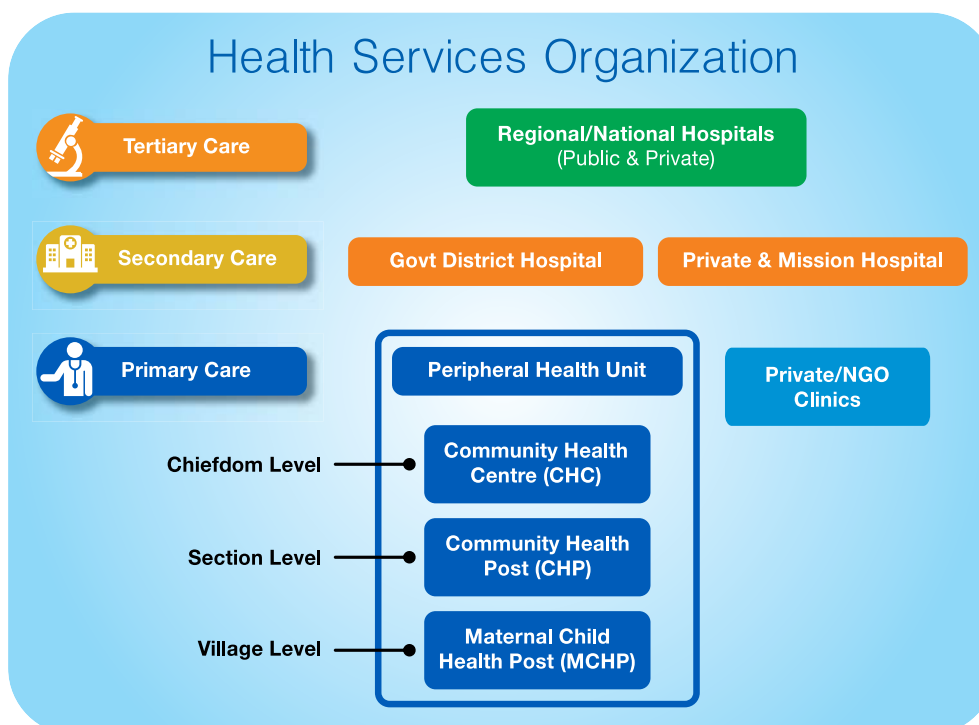 Health Services Organization
Tertiary Care
Regional/National Hospitals
(Public & Private)
Secondary Care
Govt District Hospital
Private & Mission Hospital
Primary Care
Peripheral Health Unit
Private/NGO
Clinics
Chiefdom Level
Community Health
Centre (CHC)
Section Level
Community Health
Post (CHP)
Village Level
Maternal Child
Health Post (MCHP)